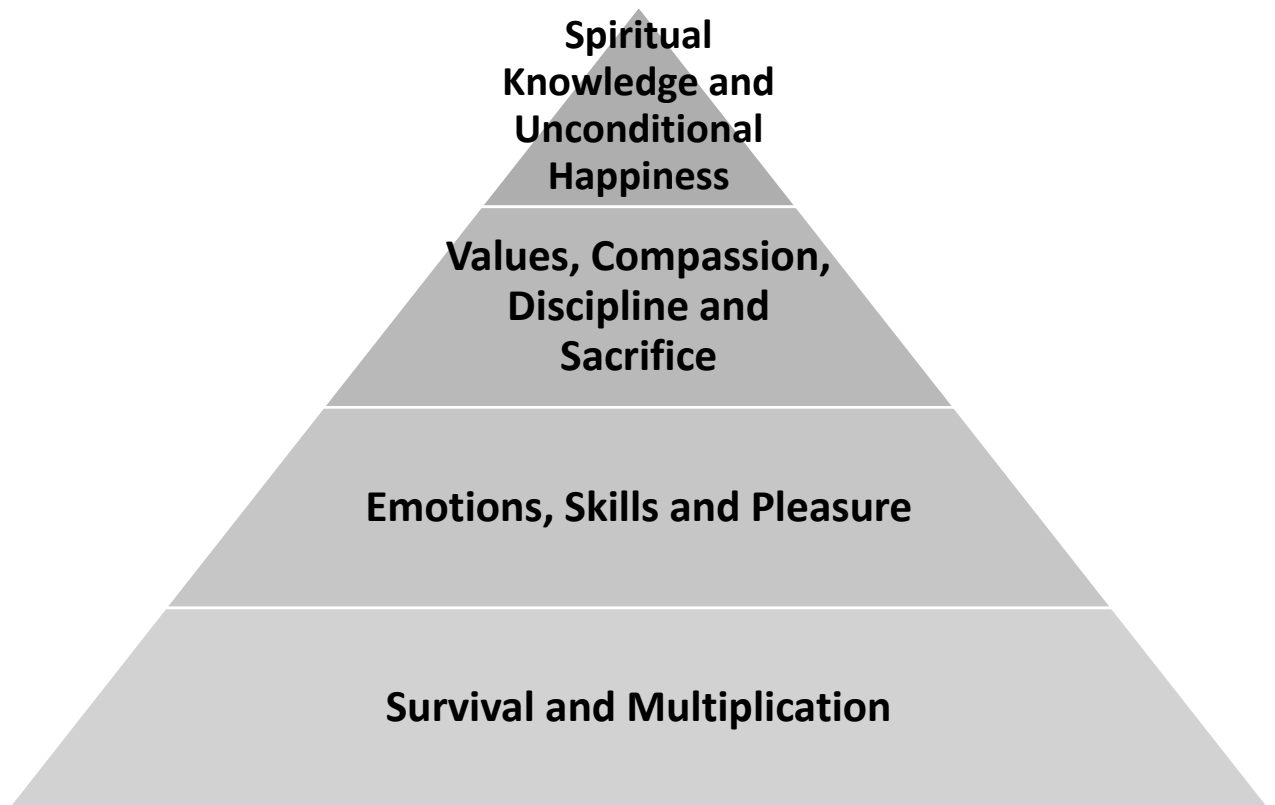 Spiritual
Knowledge and
Unconditional
Happiness
Values, Compassion,
Discipline and
Sacrifice
Emotions, Skills and Pleasure
Survival and Multiplication